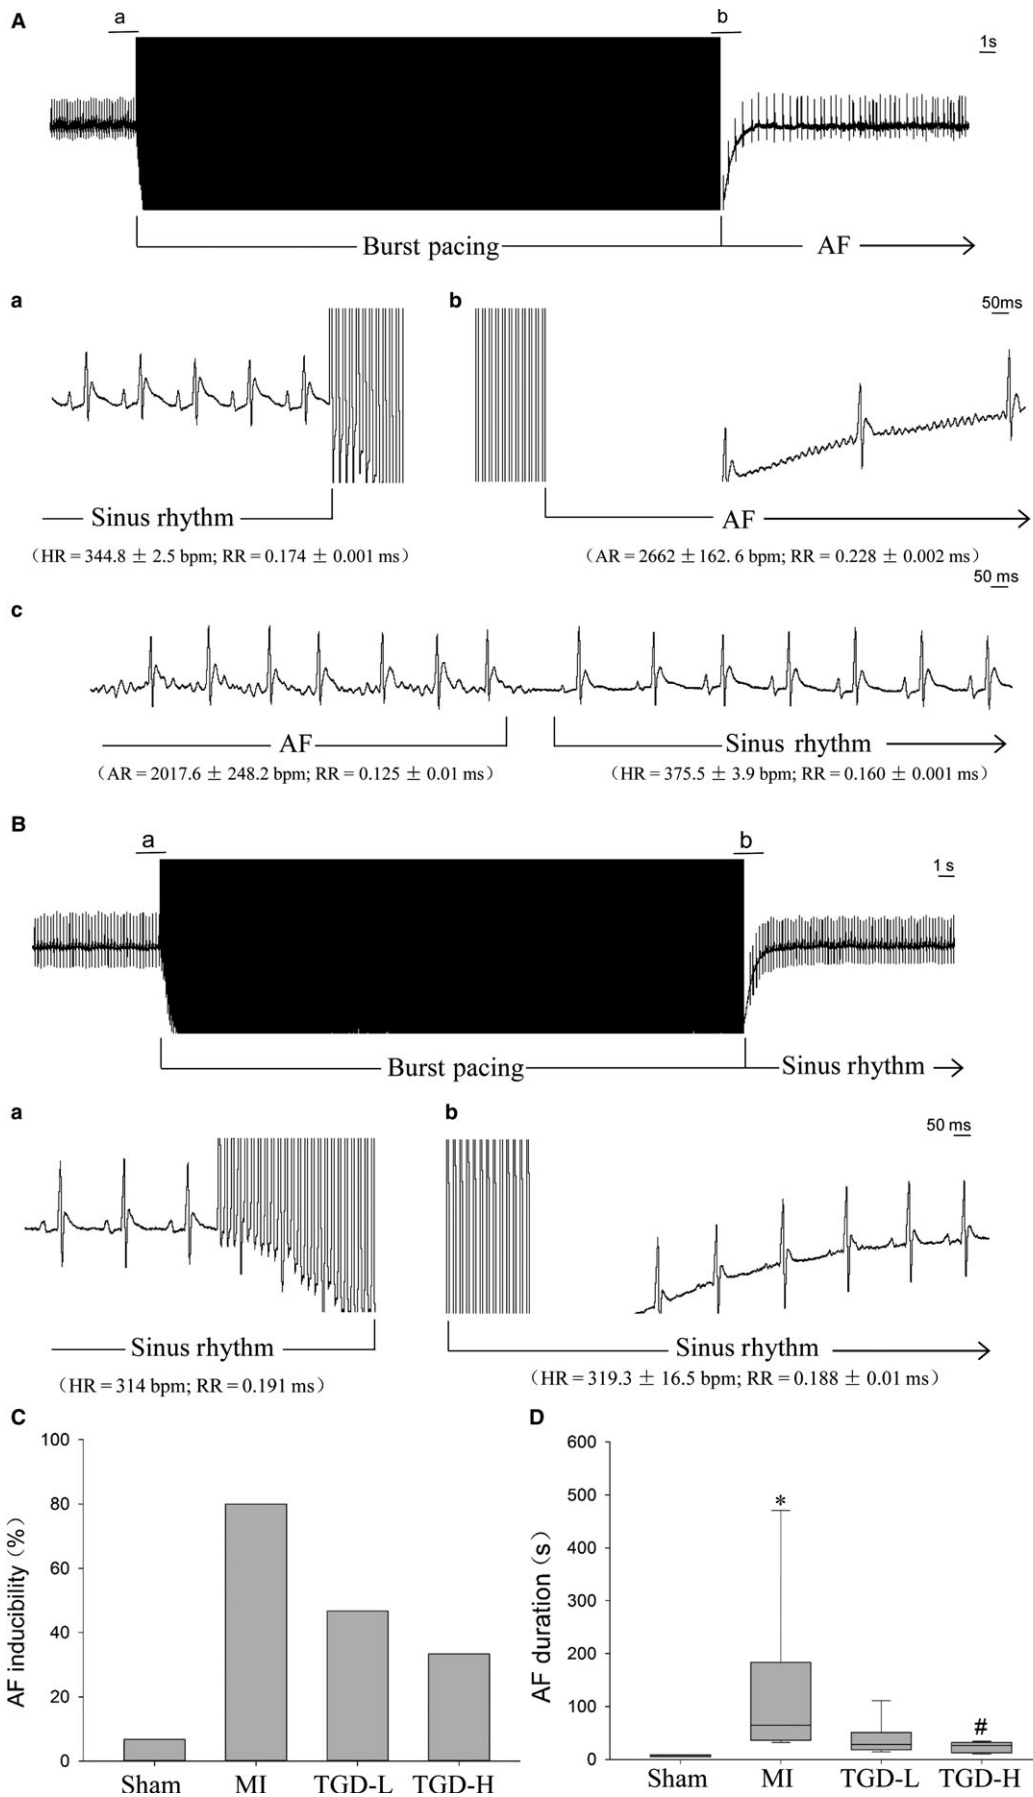 A
a
b
1s
Burst pacing
AF
a
b
50ms
Sinus rhythm
AF
(HR = 344.8 ± 2.5 bpm; RR = 0.174 ± 0.001 ms)
(AR = 2662 ± 162. 6 bpm; RR = 0.228 ± 0.002 ms)
50 ms
c
AF
Sinus rhythm
(AR = 2017.6 ± 248.2 bpm; RR = 0.125 ± 0.01 ms)
(HR = 375.5 ± 3.9 bpm; RR = 0.160 ± 0.001 ms)
B
a
b
1 s
Burst pacing
Sinus rhythm
a
b
50 ms
Sinus rhythm
Sinus rhythm
(HR = 314 bpm; RR = 0.191 ms)
(HR = 319.3 ± 16.5 bpm; RR = 0.188 ± 0.01 ms)
C
AF inducibility (%)
100
80
60
40
20
0
Sham MI TGD-L TGD-H
D
AF duration (s)
600
500
400
300
200
100
0
*
#
Sham MI TGD-L TGD-H